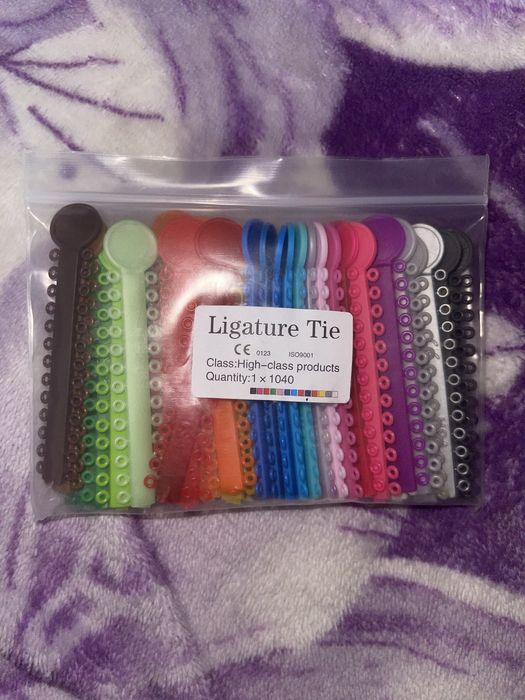 Ligature Tie
CE 0123 ISO9001
Class:High-class products
Quantity:1 × 1040